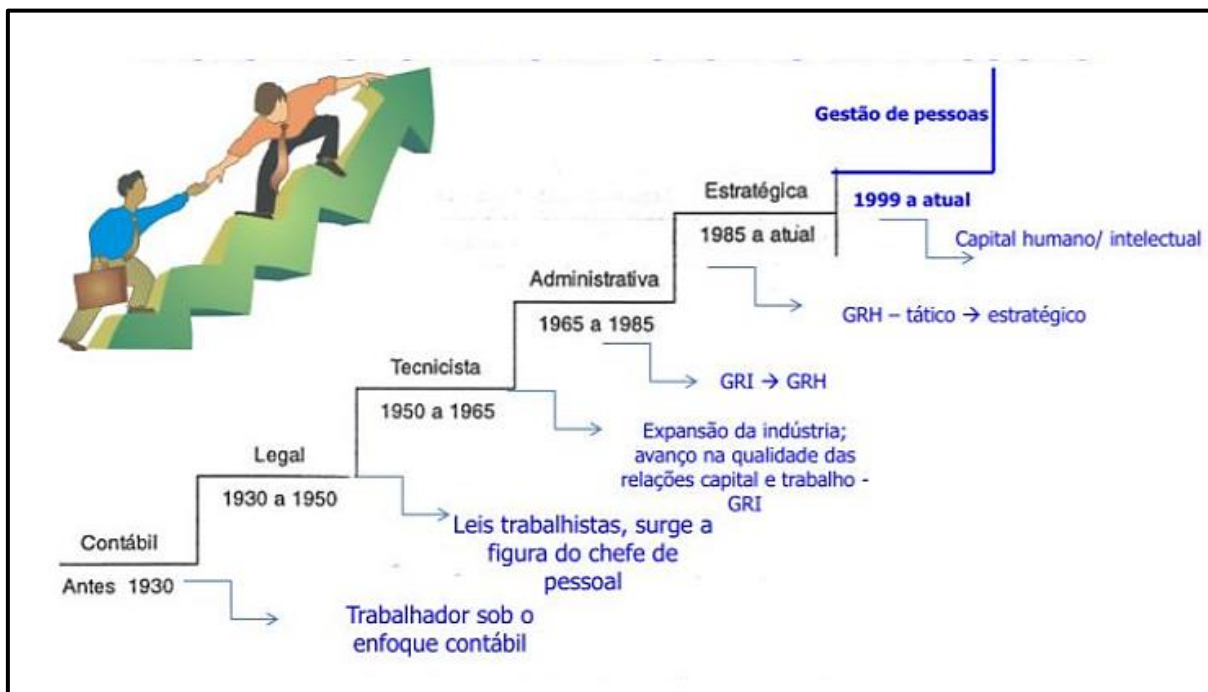 Gestão de pessoas
Estratégica
1999 a atual
1985 a atual
Capital humano/ intelectual
Administrativa
GRH – tático → estratégico
1965 a 1985
Tecnicista
GRI → GRH
1950 a 1965
Expansão da indústria;
avanço na qualidade das
relações capital e trabalho -
GRI
Legal
1930 a 1950
Leis trabalhistas, surge a
figura do chefe de
pessoal
Contábil
Antes 1930
Trabalhador sob o
enfoque contábil